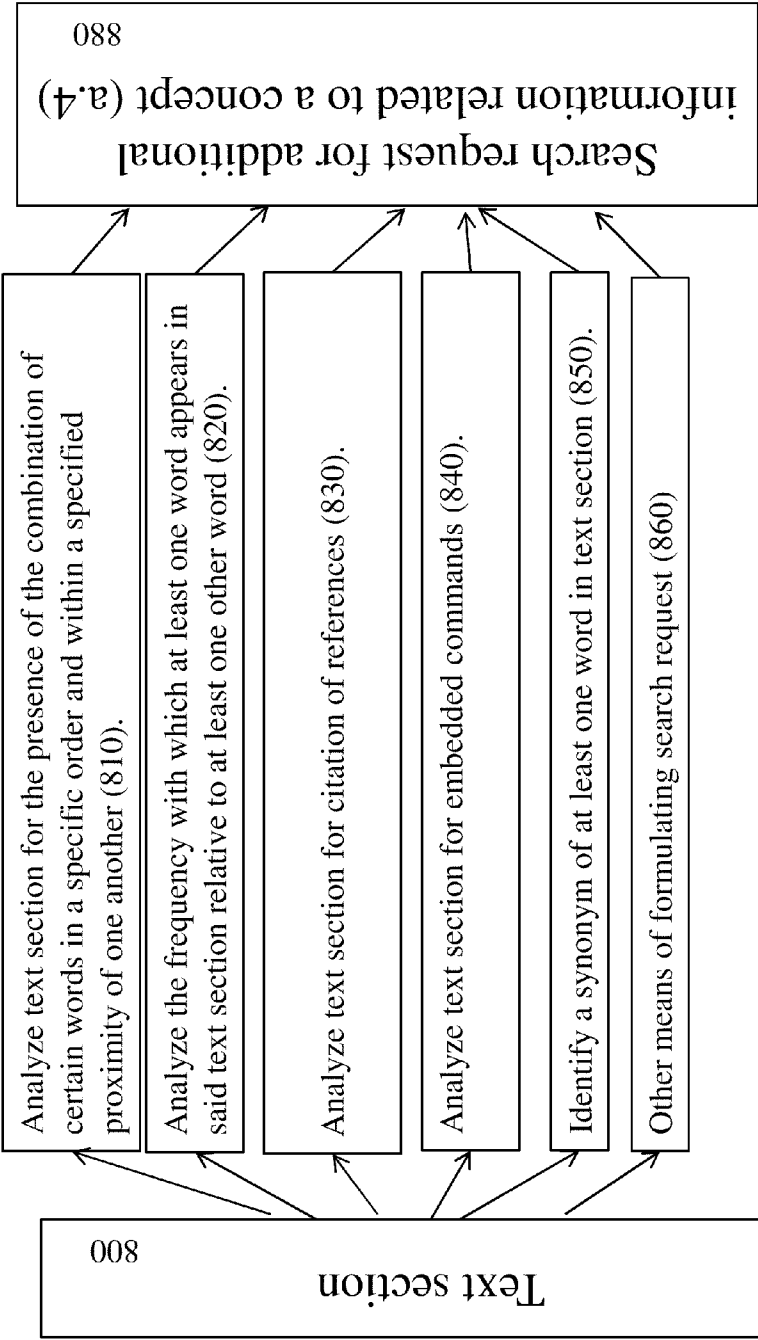 Text section
800
Analyze text section for the presence of the combination of
certain words in a specific order and within a specified
proximity of one another (810).
Analyze the frequency with which at least one word appears in
said text section relative to at least one other word (820).
Analyze text section for citation of references (830).
Analyze text section for embedded commands (840).
Identify a synonym of at least one word in text section (850).
Other means of formulating search request (860)
Search request for additional
information related to a concept (a.4)
880